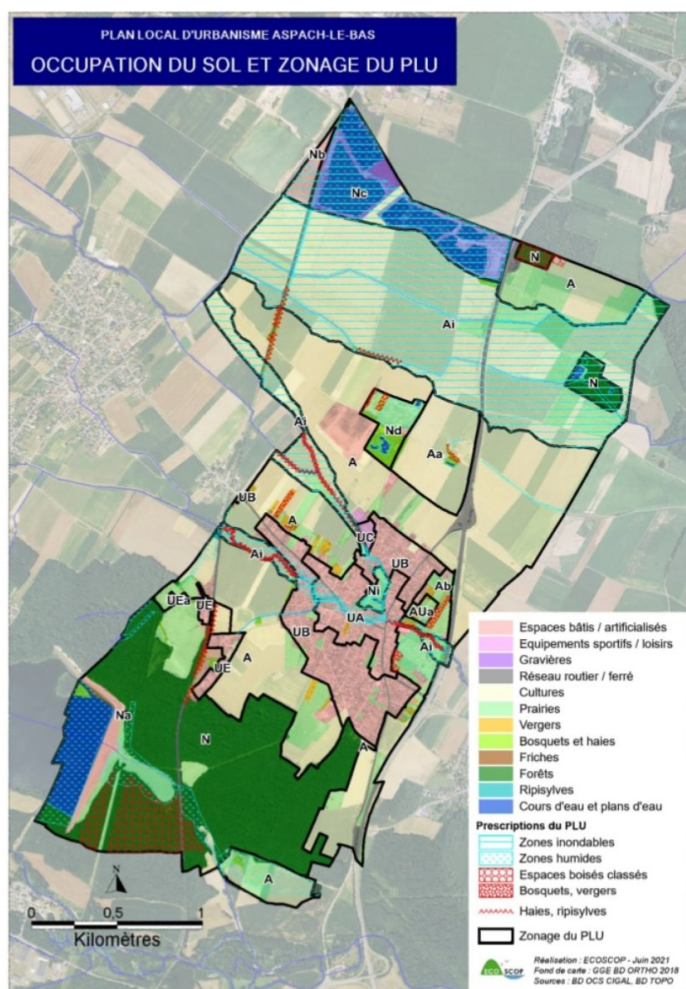 PLAN LOCAL D'URBANISME ASPACH-LE-BAS
OCCUPATION DU SOL ET ZONAGE DU PLU
Nb
Nc
N
A
Ai
N
Ai
Nd
Aa
A
UB
A
UC
UB
Ai
Ab
Ni
UEa
UE
AUa
UA
UB
Ai
A
UE
Na
N
A
A
N
0
0,5
1
Kilomètres
Espaces bâtis / artificialisés
Equipements sportifs / loisirs
Gravières
Réseau routier / ferré
Cultures
Prairies
Vergers
Bosquets et haies
Friches
Forêts
Ripisylves
Cours d'eau et plans d'eau
Prescriptions du PLU
Zones inondables
Zones humides
Espaces boisés classés
Bosquets, vergers
Haies, ripisylves
Zonage du PLU
ECO SCOP
Réalisation : ECOSCOP - Juin 2021
Fond de carte : GGE BD ORTHO 2018
Sources : BD OCS CIGAL, BD TOPO